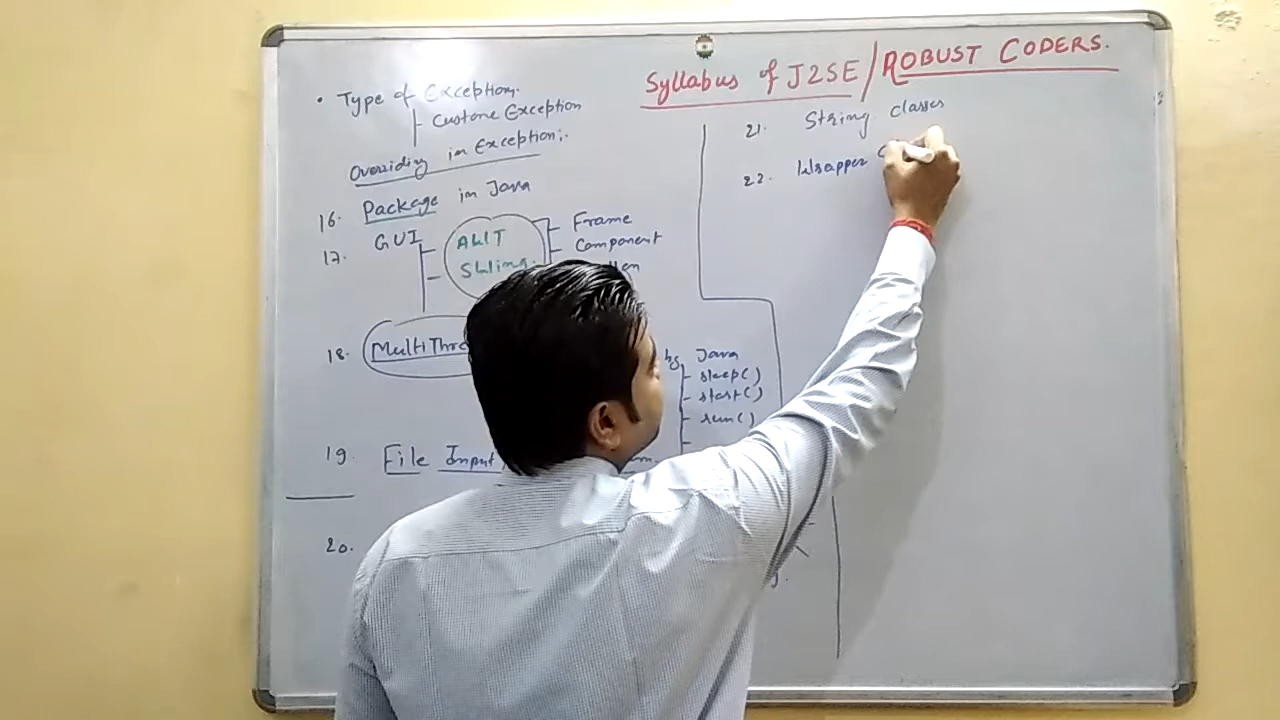 Syllabus of J2SE / ROBUST CODERS.
• Type of Exception.
Custone Exception
Overriding in Exception:-
16. Package in Java
17. GUI
AWT
Swing.
Frame
Component
18. MultiThre
Java
sleep()
start()
run()
19. File Input
20.
21. String classes
22. Wrapper C